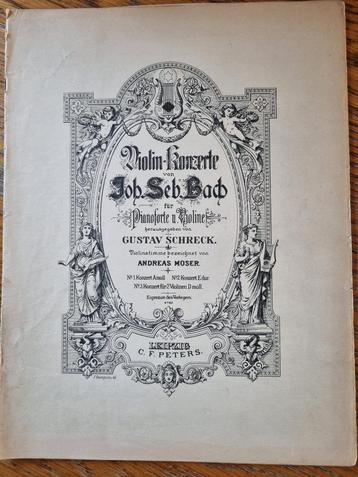 Violin-Konzerte
von
Joh. Seb. Bach
für
Pianoforte u. Violine
herausgegeben von
GUSTAV SCHRECK.
Violinstimme bezeichnet von
ANDREAS MOSER.
No. 1 Konzert A moll No. 2 Konzert E dur.
No. 3 Konzert für 2 Violinen D moll.
Eigentum des Verlegers.
LEIPZIG
C. F. PETERS.